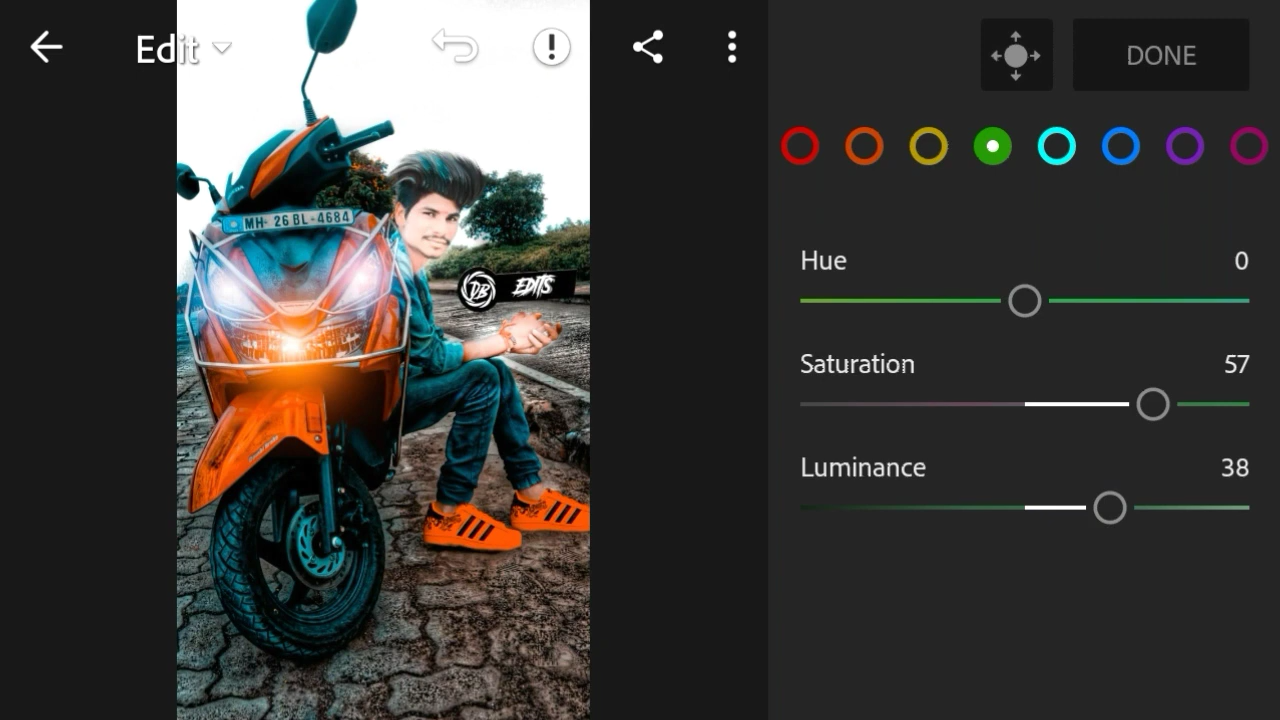 Edit
DONE
MH 26 BL 4684
DB EDITS
Hue 0
Saturation 57
Luminance 38